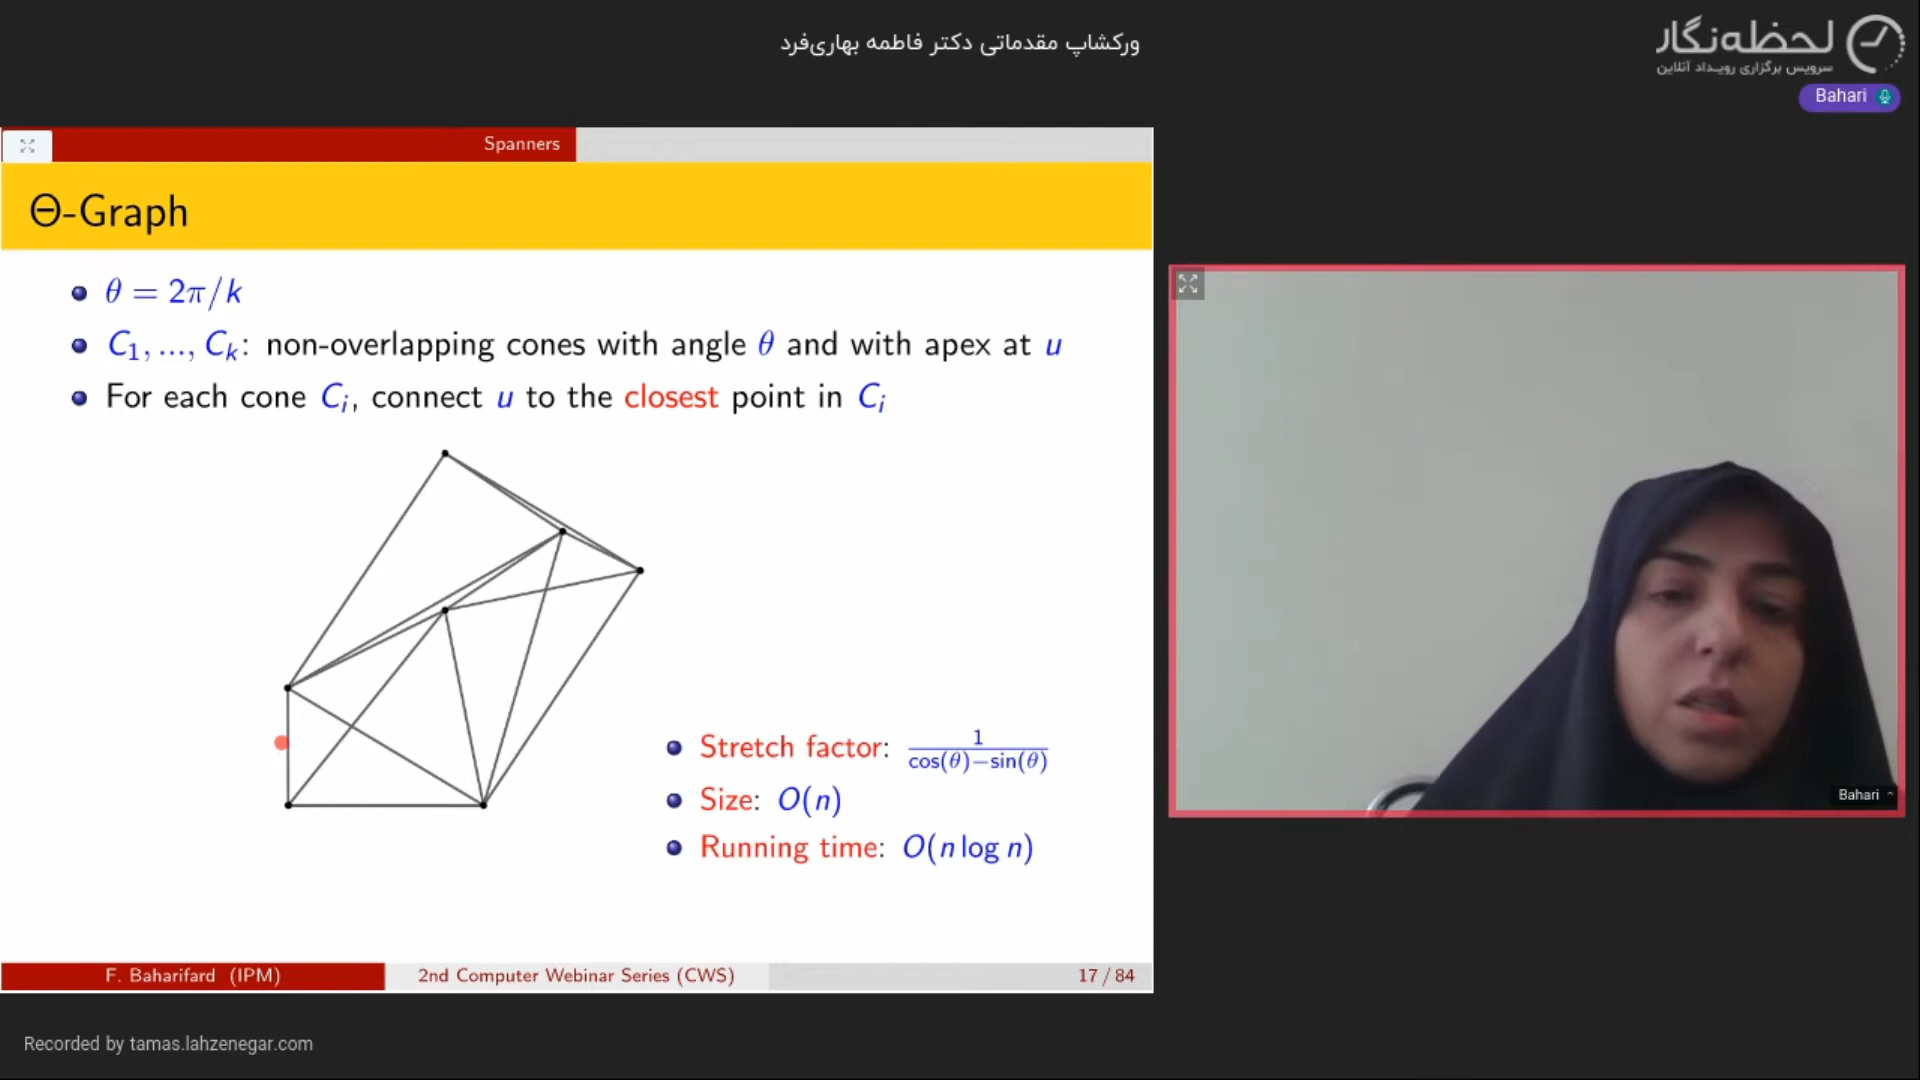 ورکشاپ مقدماتی دکتر فاطمه بهاری‌فرد
لحظه‌نگار
سرویس برگزاری رویداد آنلاین
Bahari
Spanners
Θ-Graph
θ = 2π/k
C₁, ..., Cₖ: non-overlapping cones with angle θ and with apex at u
For each cone Cᵢ, connect u to the closest point in Cᵢ
Stretch factor: 1/(cos(θ)−sin(θ))
Size: O(n)
Running time: O(n log n)
Bahari
F. Baharifard (IPM)
2nd Computer Webinar Series (CWS)
17 / 84
Recorded by tamas.lahzenegar.com